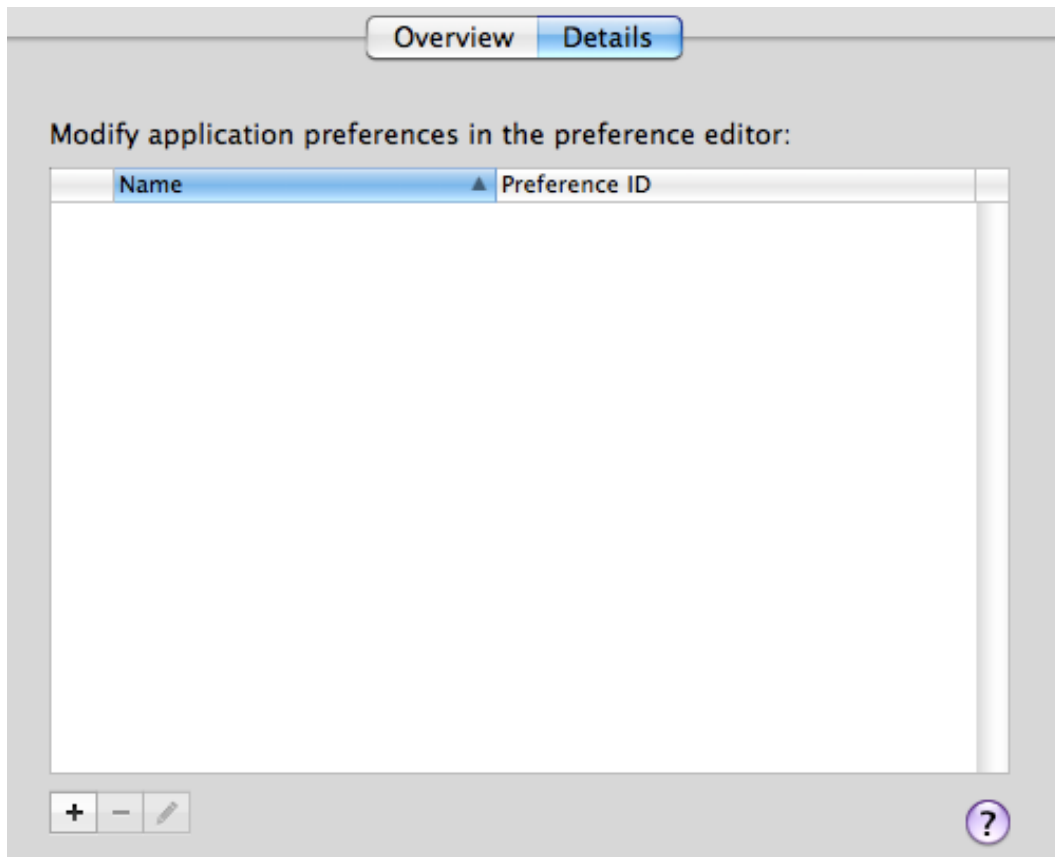 Overview Details
Modify application preferences in the preference editor:
Name Preference ID
?